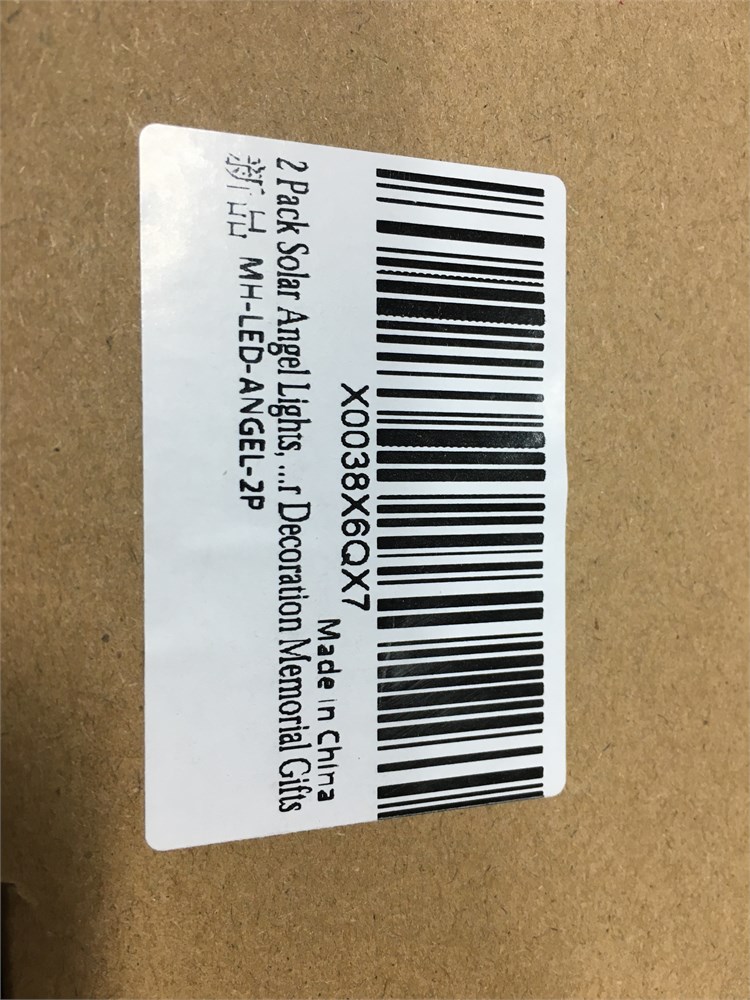 X0038X6QX7
Made in China
2 Pack Solar Angel Lights, ...r Decoration Memorial Gifts
新品 MH-LED-ANGEL-2P